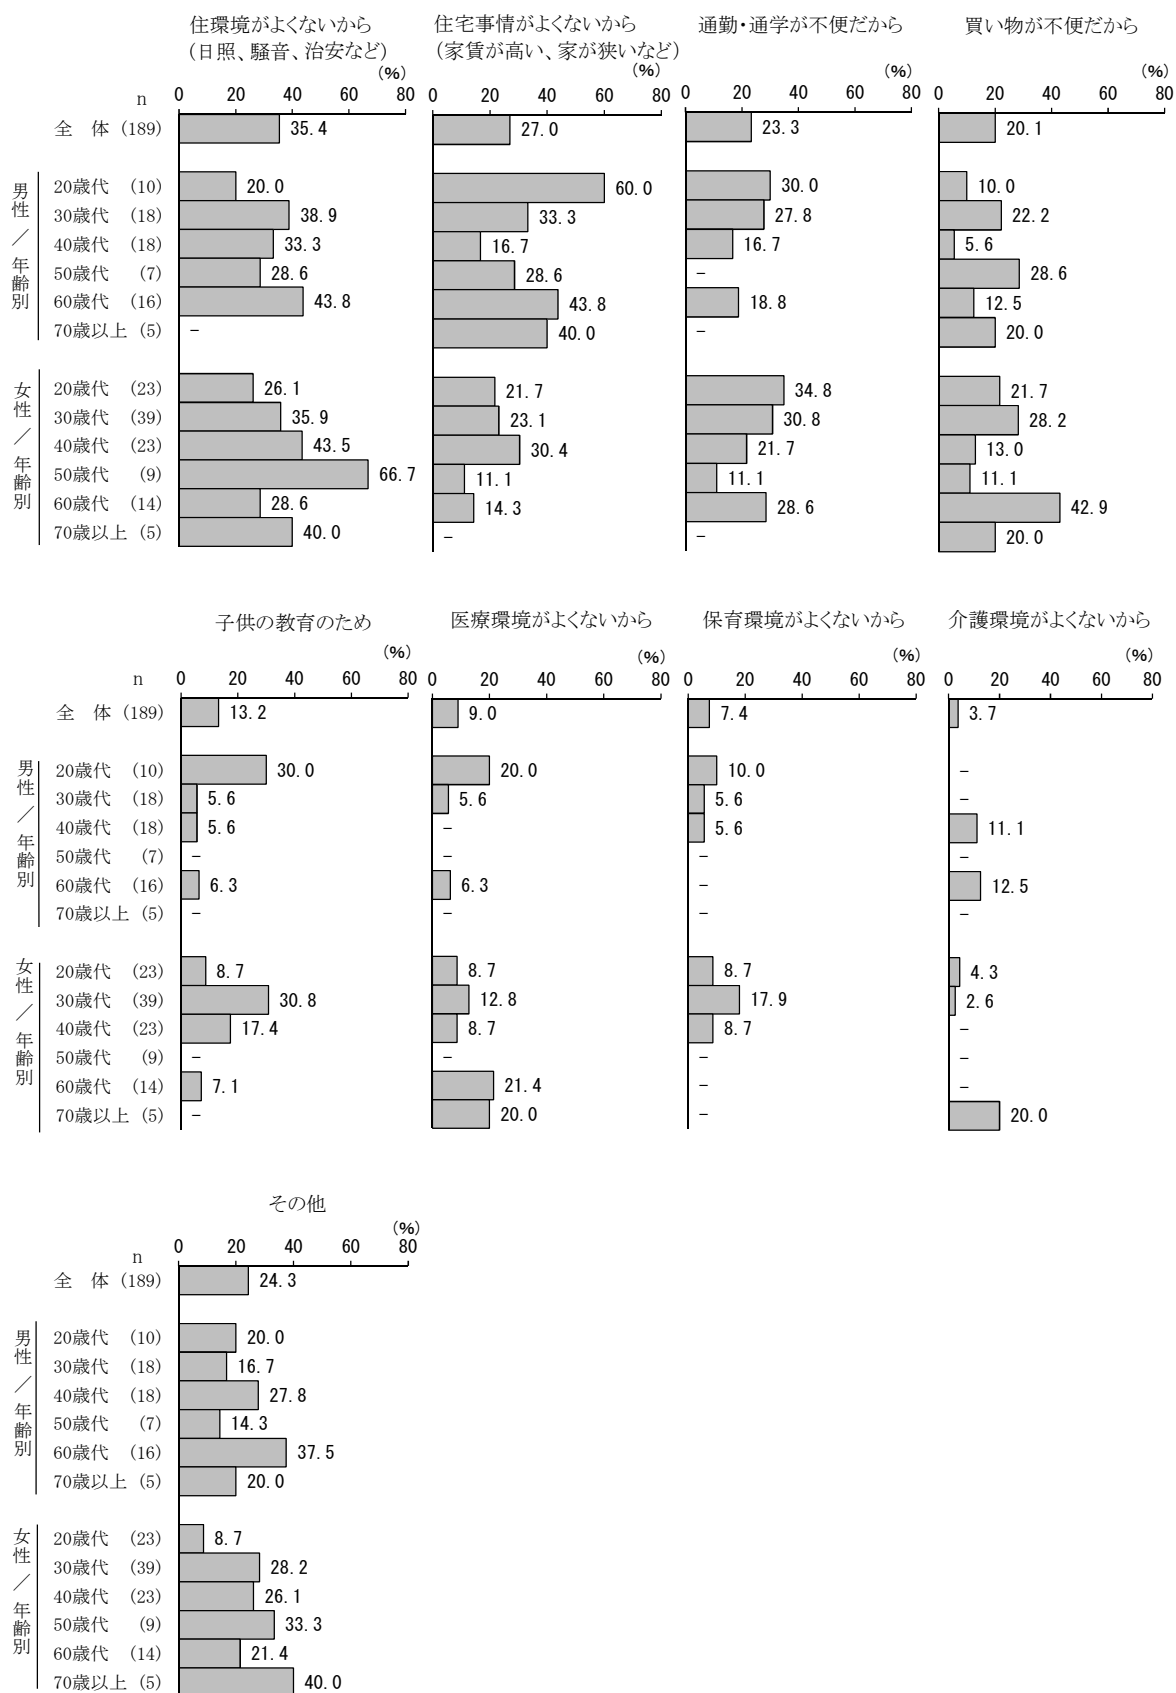 住環境がよくないから
（日照、騒音、治安など）
住宅事情がよくないから
（家賃が高い、家が狭いなど）
通勤・通学が不便だから
買い物が不便だから
(%) (%) (%) (%)
n 0 20 40 60 80 0 20 40 60 80 0 20 40 60 80 0 20 40 60 80
全 体 (189) 35.4 27.0 23.3 20.1
男性／年齢別
20歳代 (10) 20.0 60.0 30.0 10.0
30歳代 (18) 38.9 33.3 27.8 22.2
40歳代 (18) 33.3 16.7 16.7 5.6
50歳代 (7) 28.6 28.6 – 28.6
60歳代 (16) 43.8 43.8 18.8 12.5
70歳以上 (5) – 40.0 – 20.0
女性／年齢別
20歳代 (23) 26.1 21.7 34.8 21.7
30歳代 (39) 35.9 23.1 30.8 28.2
40歳代 (23) 43.5 30.4 21.7 13.0
50歳代 (9) 66.7 11.1 11.1 11.1
60歳代 (14) 28.6 14.3 28.6 42.9
70歳以上 (5) 40.0 – – 20.0
子供の教育のため 医療環境がよくないから 保育環境がよくないから 介護環境がよくないから
(%) (%) (%) (%)
n 0 20 40 60 80 0 20 40 60 80 0 20 40 60 80 0 20 40 60 80
全 体 (189) 13.2 9.0 7.4 3.7
男性／年齢別
20歳代 (10) 30.0 20.0 10.0 –
30歳代 (18) 5.6 5.6 5.6 –
40歳代 (18) 5.6 – 5.6 11.1
50歳代 (7) – – – –
60歳代 (16) 6.3 6.3 – 12.5
70歳以上 (5) – – – –
女性／年齢別
20歳代 (23) 8.7 8.7 8.7 4.3
30歳代 (39) 30.8 12.8 17.9 2.6
40歳代 (23) 17.4 8.7 8.7 –
50歳代 (9) – – – –
60歳代 (14) 7.1 21.4 – –
70歳以上 (5) – 20.0 – 20.0
その他
(%)
n 0 20 40 60 80
全 体 (189) 24.3
男性／年齢別
20歳代 (10) 20.0
30歳代 (18) 16.7
40歳代 (18) 27.8
50歳代 (7) 14.3
60歳代 (16) 37.5
70歳以上 (5) 20.0
女性／年齢別
20歳代 (23) 8.7
30歳代 (39) 28.2
40歳代 (23) 26.1
50歳代 (9) 33.3
60歳代 (14) 21.4
70歳以上 (5) 40.0